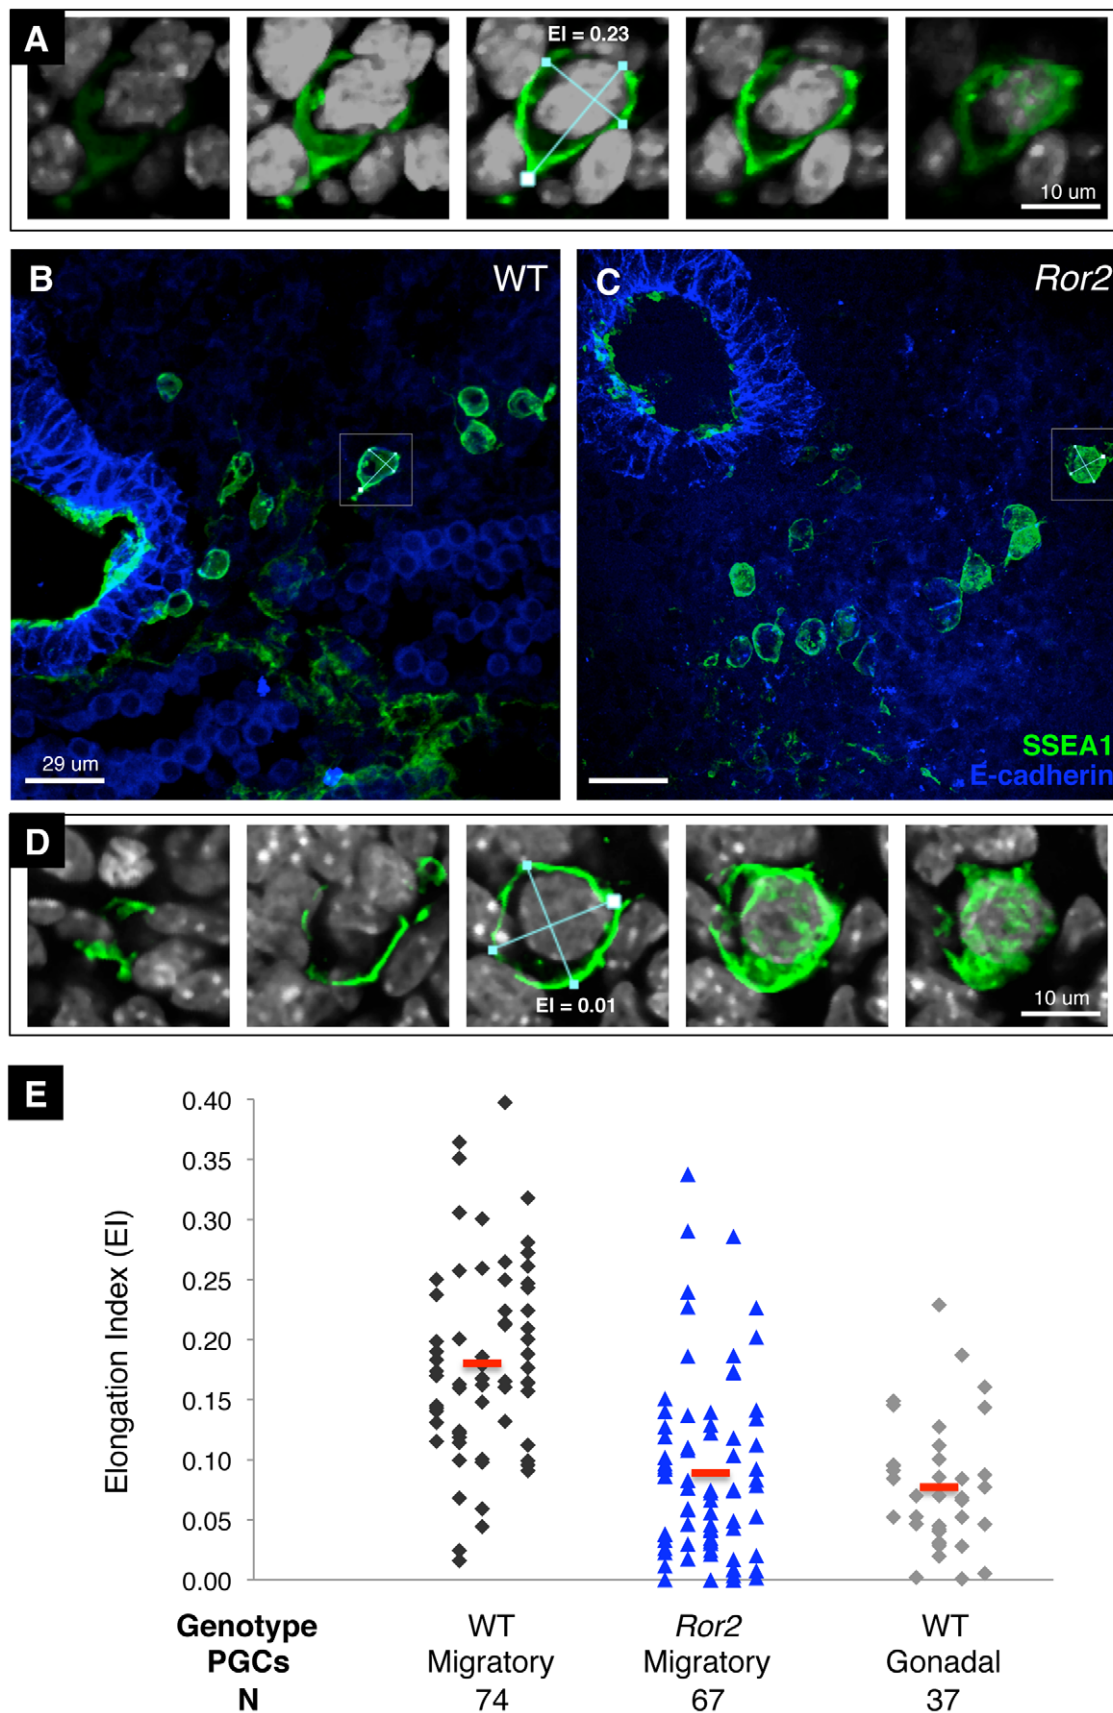 A
EI = 0.23
10 um
B
WT
C
Ror2
29 um
SSEA1
E-cadherin
D
EI = 0.01
10 um
E
0.40
0.35
0.30
0.25
0.20
0.15
0.10
0.05
0.00
Elongation Index (EI)
Genotype WT Ror2 WT
PGCs Migratory Migratory Gonadal
N 74 67 37